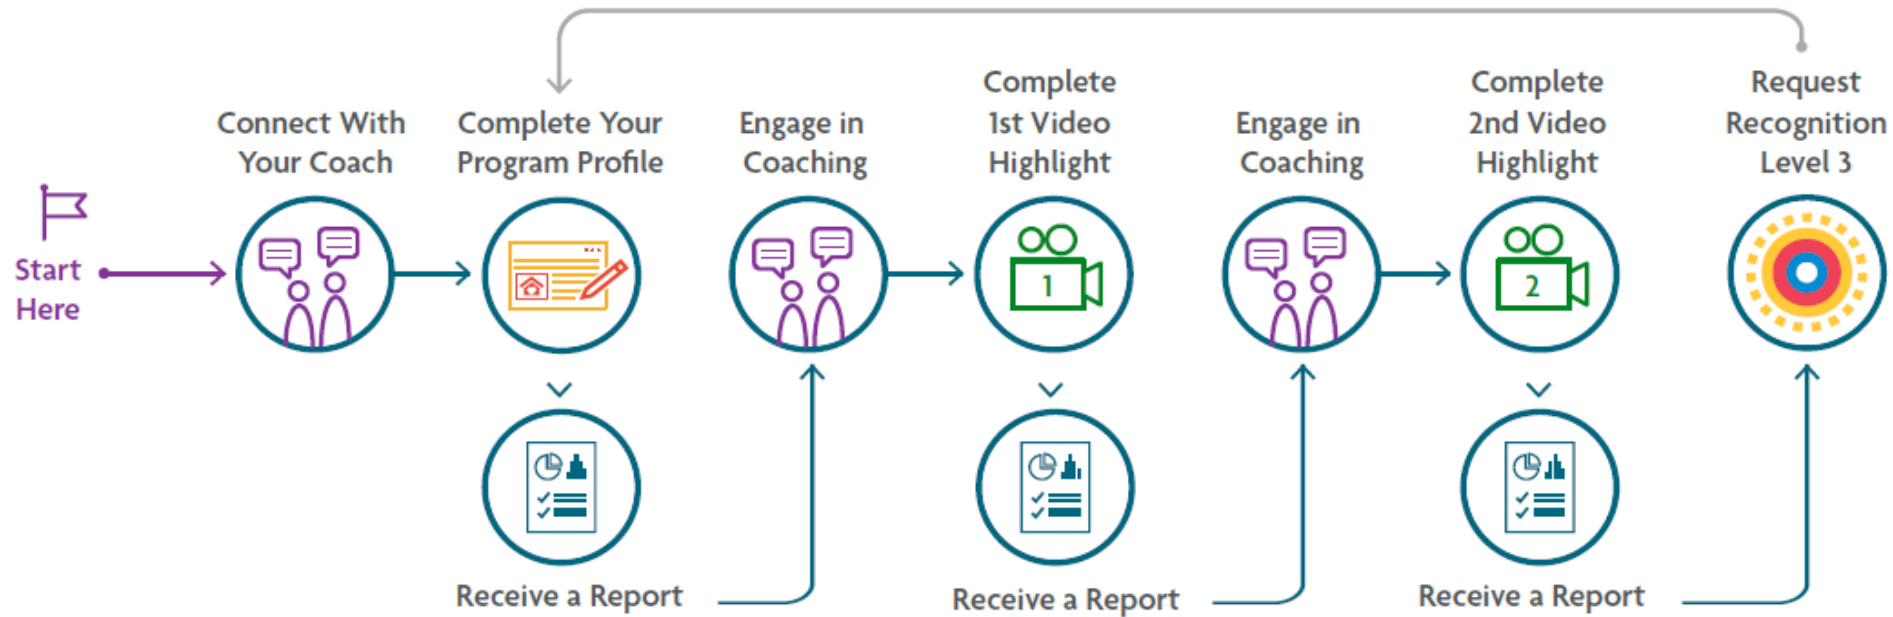 Start
Here
Connect With
Your Coach
Complete Your
Program Profile
Receive a Report
Engage in
Coaching
Complete
1st Video
Highlight
1
Receive a Report
Engage in
Coaching
Complete
2nd Video
Highlight
2
Receive a Report
Request
Recognition
Level 3